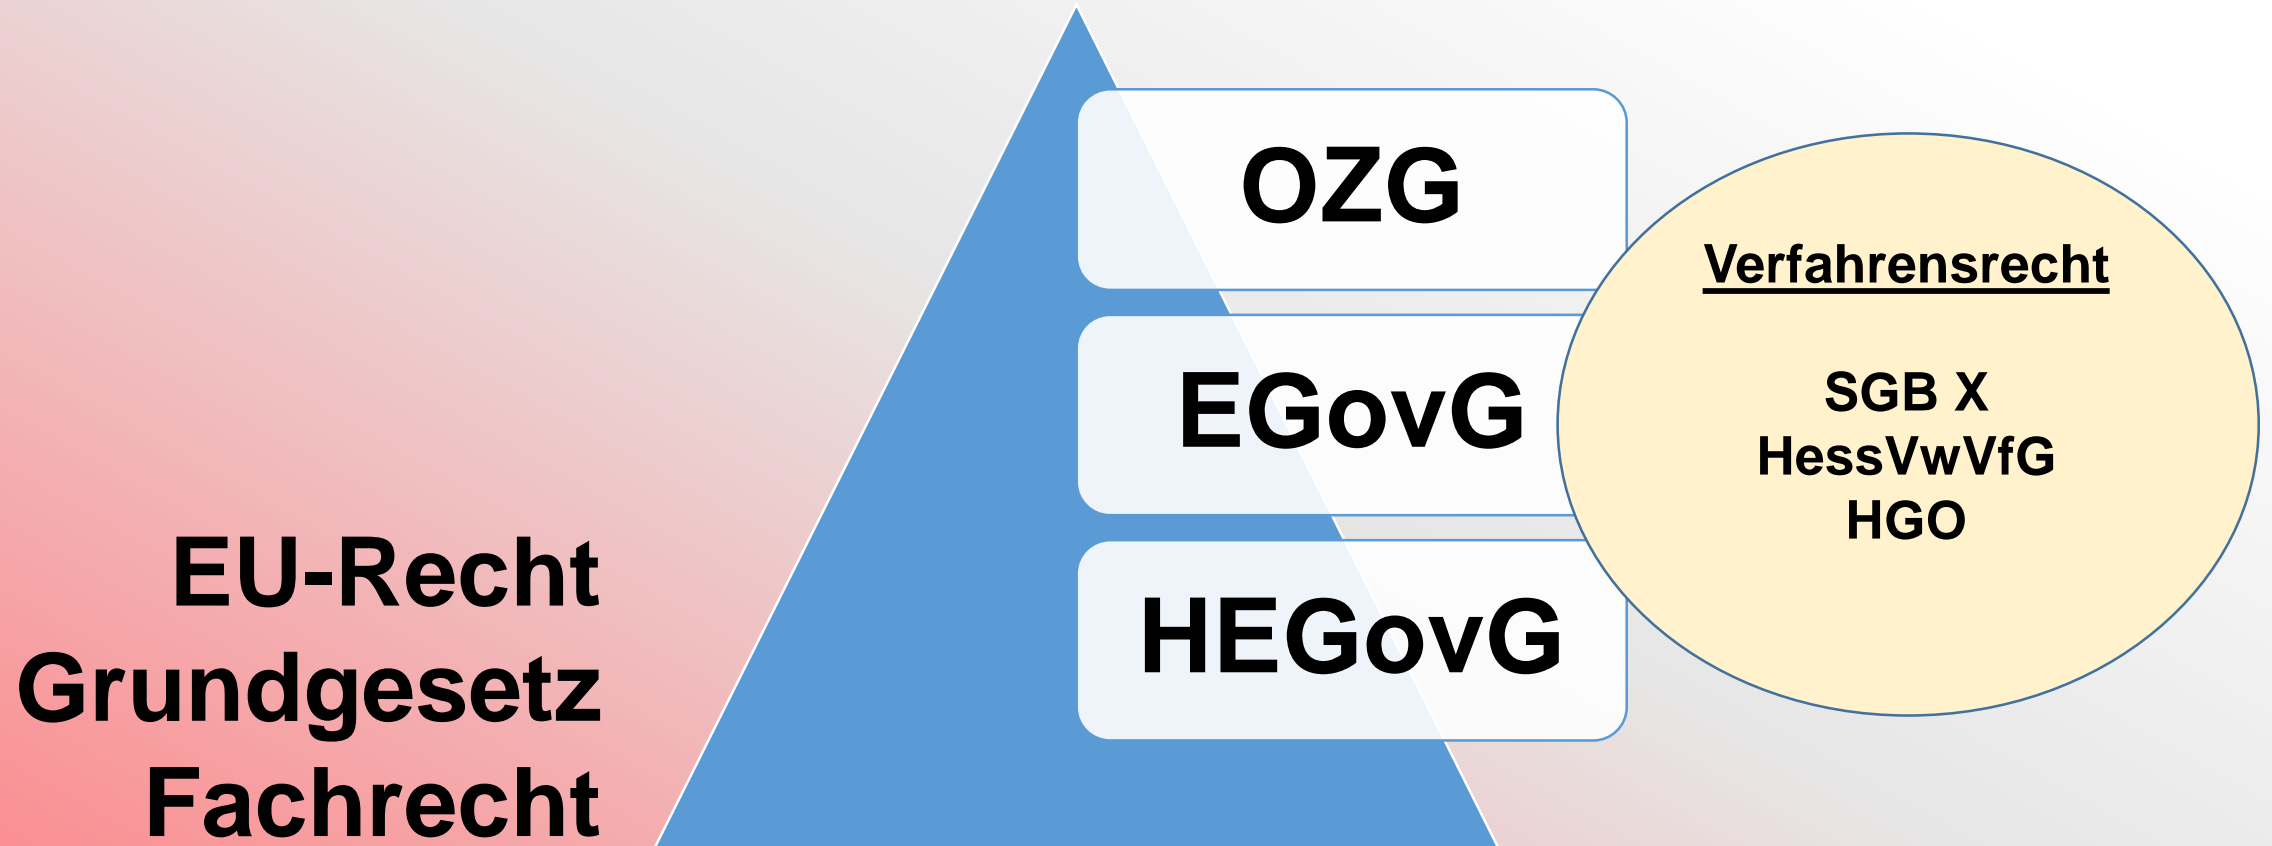 OZG
EGovG
HEGovG
Verfahrensrecht
SGB X
HessVwVfG
HGO
EU-Recht
Grundgesetz
Fachrecht